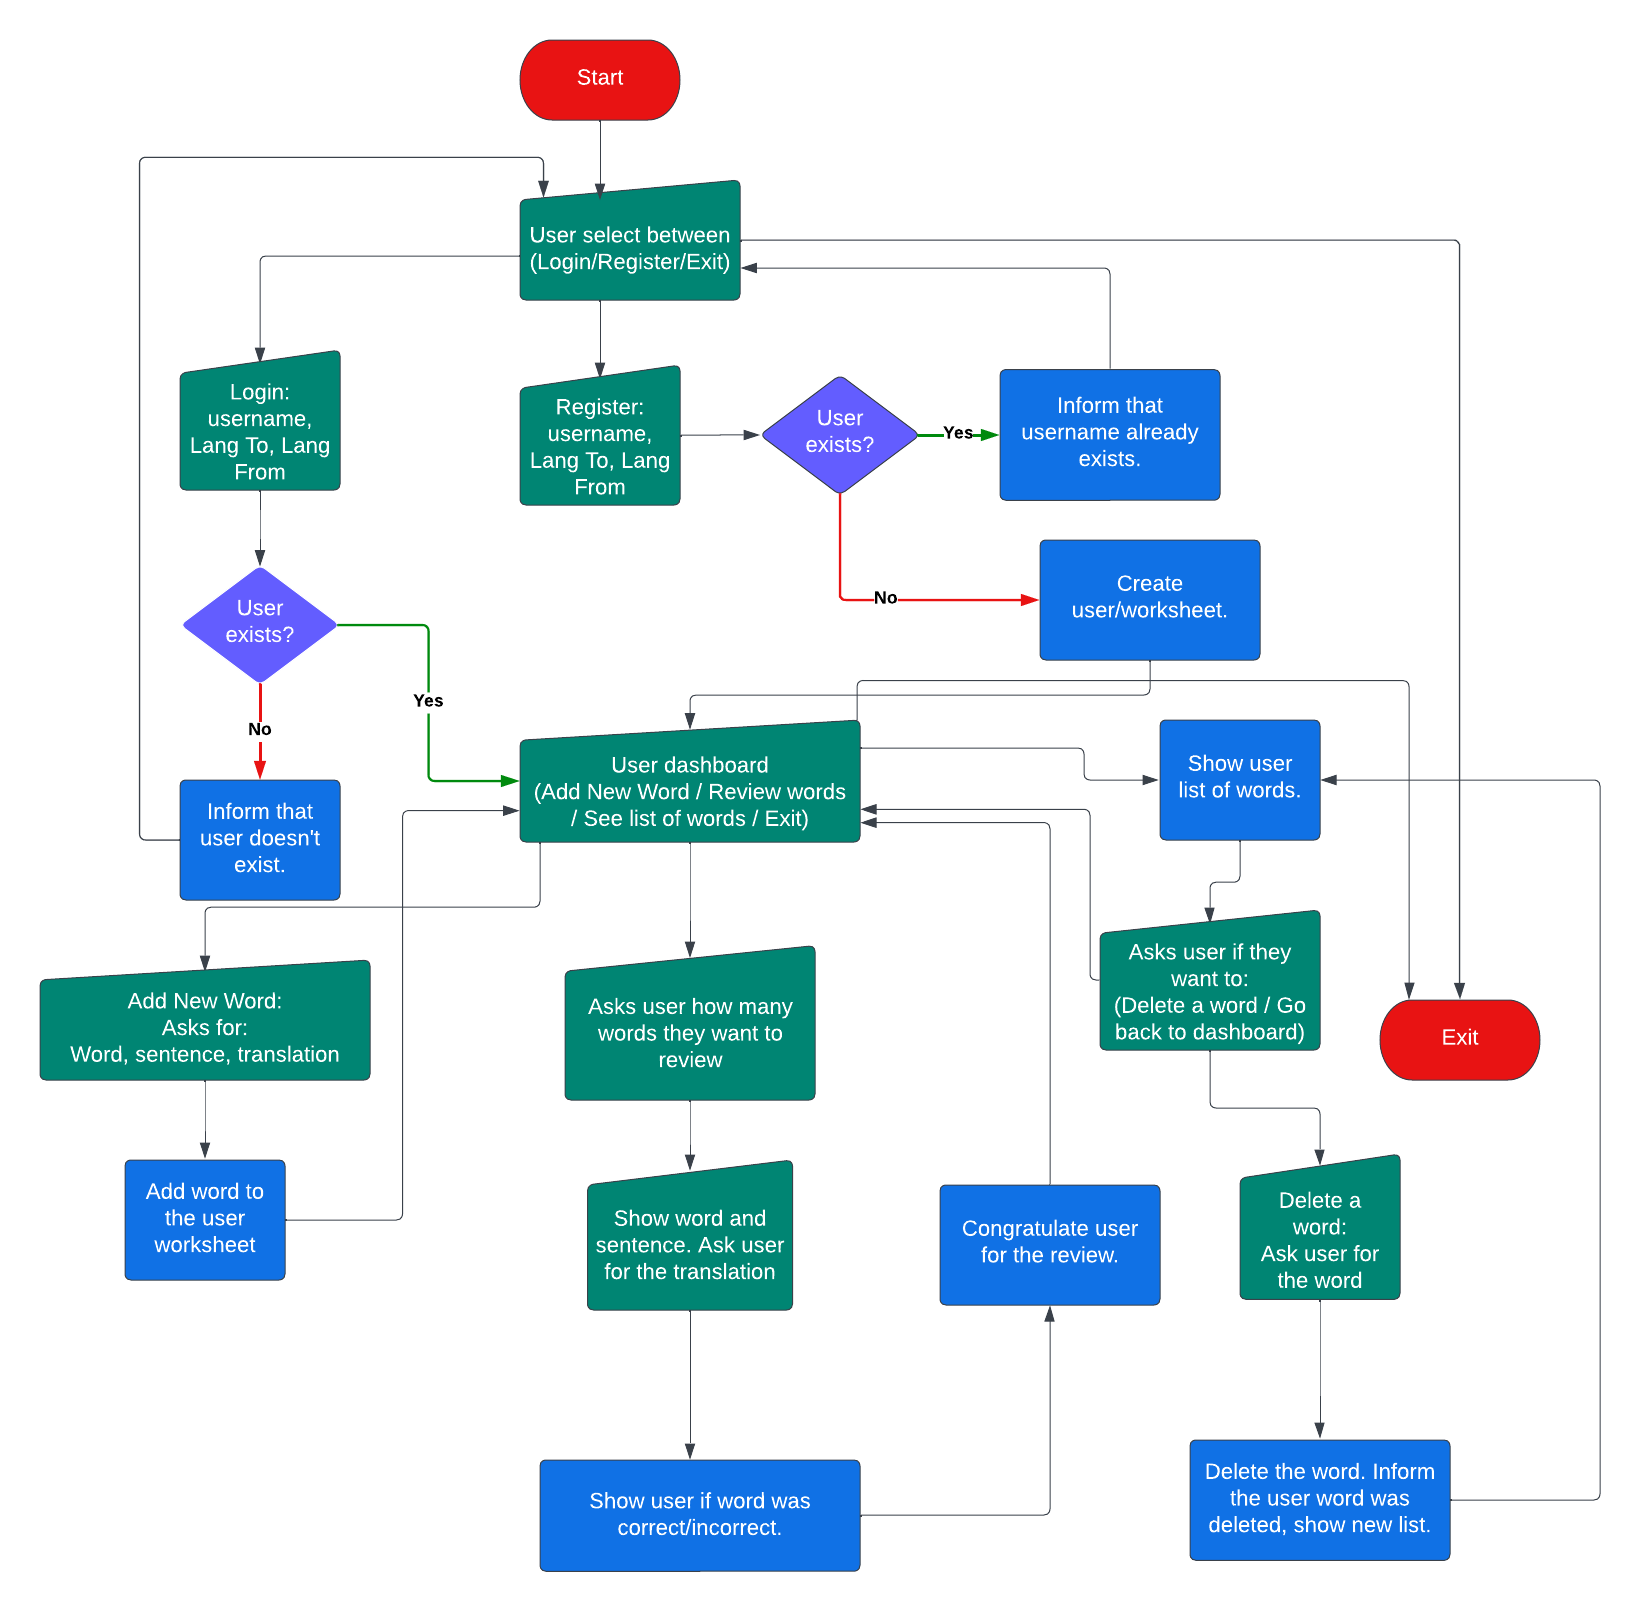 Start
User select between
(Login/Register/Exit)
Login:
username,
Lang To, Lang
From
Register:
username,
Lang To, Lang
From
User
exists?
Yes
Inform that
username already
exists.
No
Create
user/worksheet.
User
exists?
Yes
No
Inform that
user doesn't
exist.
User dashboard
(Add New Word / Review words
/ See list of words / Exit)
Show user
list of words.
Add New Word:
Asks for:
Word, sentence, translation
Asks user how many
words they want to
review
Asks user if they
want to:
(Delete a word / Go
back to dashboard)
Exit
Add word to
the user
worksheet
Show word and
sentence. Ask user
for the translation
Congratulate user
for the review.
Delete a
word:
Ask user for
the word
Show user if word was
correct/incorrect.
Delete the word. Inform
the user word was
deleted, show new list.